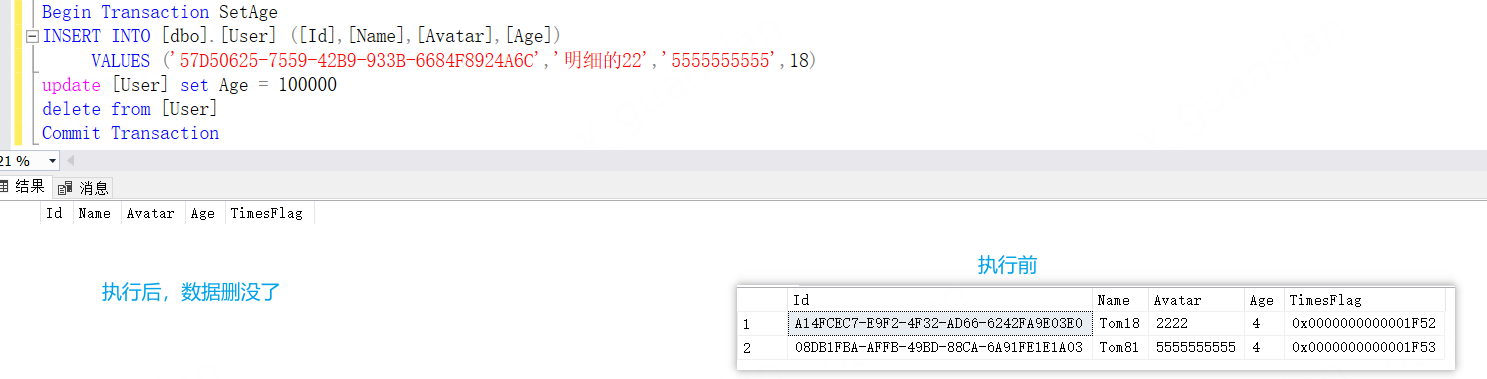 Begin Transaction SetAge
INSERT INTO [dbo].[User] ([Id],[Name],[Avatar],[Age])
VALUES ('57D50625-7559-42B9-933B-6684F8924A6C','明细的22','5555555555',18)
update [User] set Age = 100000
delete from [User]
Commit Transaction
21 %
结果 消息
Id Name Avatar Age TimesFlag
执行后，数据删没了
执行前
Id Name Avatar Age TimesFlag
1 A14FCEC7-E9F2-4F32-AD66-6242FA9E03E0 Tom18 2222 4 0x0000000000001F52
2 08DB1FBA-AFFB-49BD-88CA-6A91FE1E1A03 Tom81 5555555555 4 0x0000000000001F53